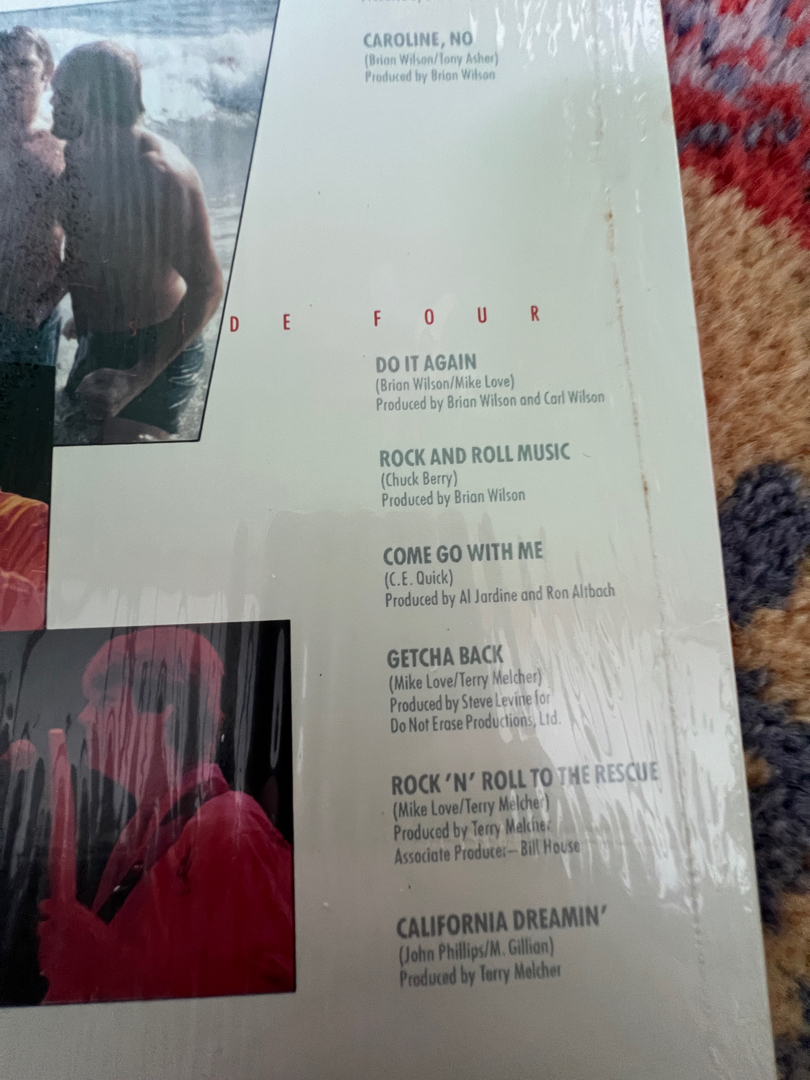 CAROLINE, NO
(Brian Wilson/Tony Asher)
Produced by Brian Wilson
SIDE FOUR
DO IT AGAIN
(Brian Wilson/Mike Love)
Produced by Brian Wilson and Carl Wilson
ROCK AND ROLL MUSIC
(Chuck Berry)
Produced by Brian Wilson
COME GO WITH ME
(C.E. Quick)
Produced by Al Jardine and Ron Altbach
GETCHA BACK
(Mike Love/Terry Melcher)
Produced by Steve Levine for
Do Not Erase Productions, Ltd.
ROCK 'N' ROLL TO THE RESCUE
(Mike Love/Terry Melcher)
Produced by Terry Melcher
Associate Producer—Bill House
CALIFORNIA DREAMIN'
(John Phillips/M. Gillian)
Produced by Terry Melcher